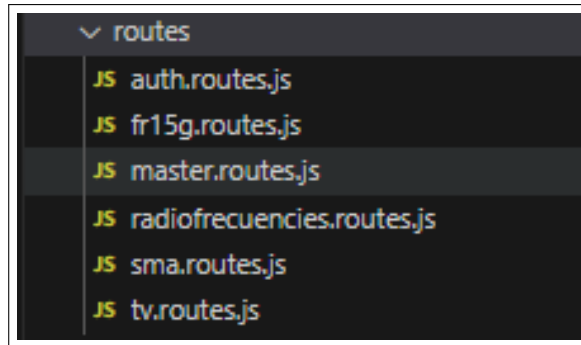 routes
JS auth.routes.js
JS fr15g.routes.js
JS master.routes.js
JS radiofrecuencies.routes.js
JS sma.routes.js
JS tv.routes.js